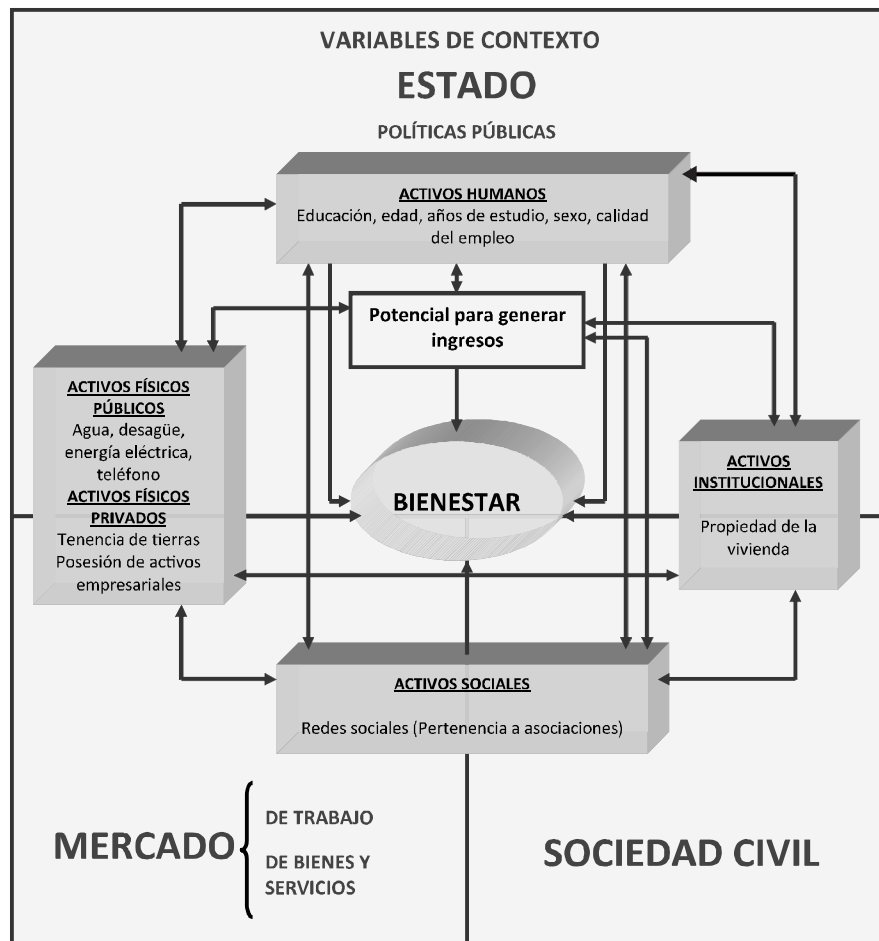 VARIABLES DE CONTEXTO
ESTADO
POLÍTICAS PÚBLICAS
ACTIVOS HUMANOS
Educación, edad, años de estudio, sexo, calidad
del empleo
Potencial para generar
ingresos
ACTIVOS FÍSICOS
PÚBLICOS
Agua, desagüe,
energía eléctrica,
teléfono
ACTIVOS FÍSICOS
PRIVADOS
Tenencia de tierras
Posesión de activos
empresariales
BIENESTAR
ACTIVOS
INSTITUCIONALES
Propiedad de la
vivienda
ACTIVOS SOCIALES
Redes sociales (Pertenencia a asociaciones)
MERCADO
DE TRABAJO
DE BIENES Y
SERVICIOS
SOCIEDAD CIVIL